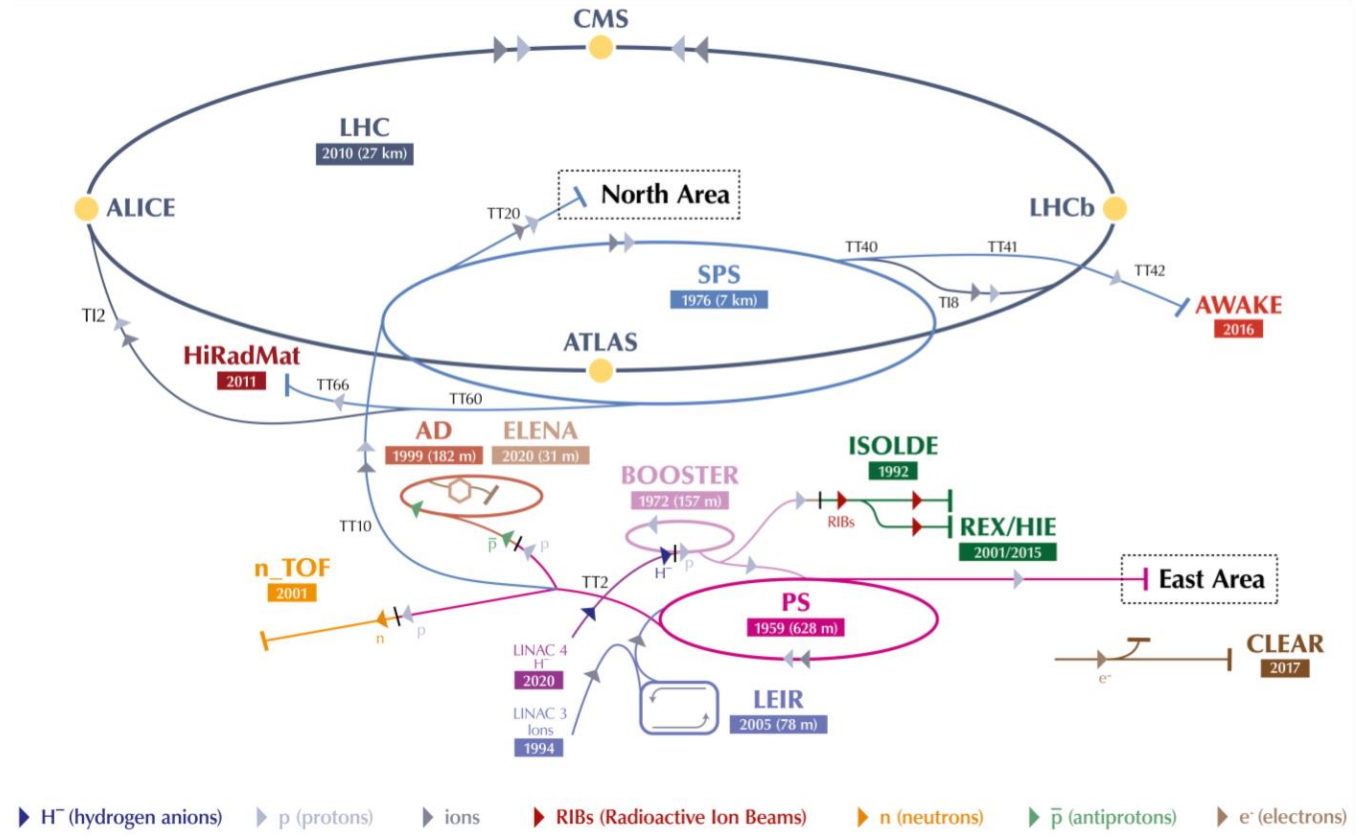 CMS
LHC
2010 (27 km)
North Area
ALICE
LHCb
TT20
TT40
TT41
SPS
1976 (7 km)
TT42
TI8
TI2
AWAKE
2016
ATLAS
HiRadMat
2011
TT66
TT60
AD
1999 (182 m)
ELENA
2020 (31 m)
ISOLDE
1992
BOOSTER
1972 (157 m)
RIBs
REX/HIE
2001/2015
TT10
p̅
p
H⁻
p
n_TOF
2001
TT2
East Area
PS
1959 (628 m)
n
p
LINAC 4
H⁻
2020
CLEAR
2017
e⁻
LINAC 3
Ions
1994
LEIR
2005 (78 m)
H⁻ (hydrogen anions)
p (protons)
ions
RIBs (Radioactive Ion Beams)
n (neutrons)
p̅ (antiprotons)
e⁻ (electrons)